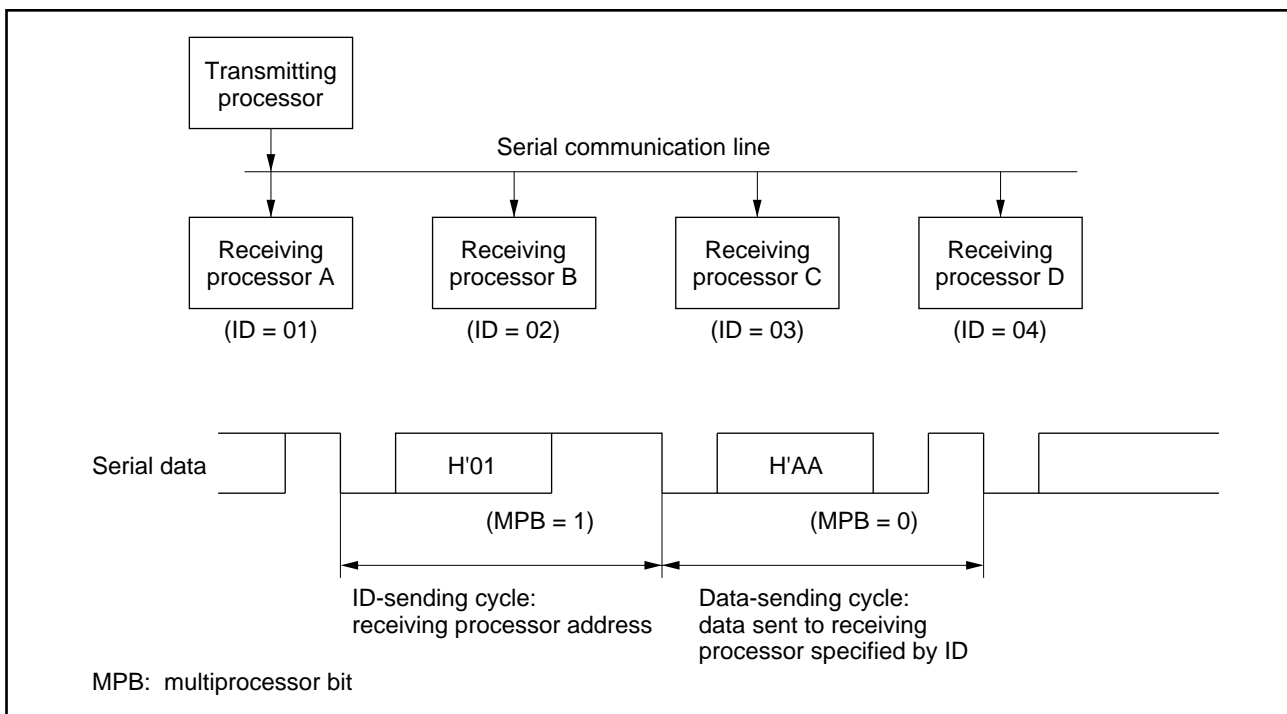 Transmitting
processor
Serial communication line
Receiving
processor A
Receiving
processor B
Receiving
processor C
Receiving
processor D
(ID = 01)
(ID = 02)
(ID = 03)
(ID = 04)
Serial data
H'01
H'AA
(MPB = 1)
(MPB = 0)
ID-sending cycle:
receiving processor address
Data-sending cycle:
data sent to receiving
processor specified by ID
MPB: multiprocessor bit